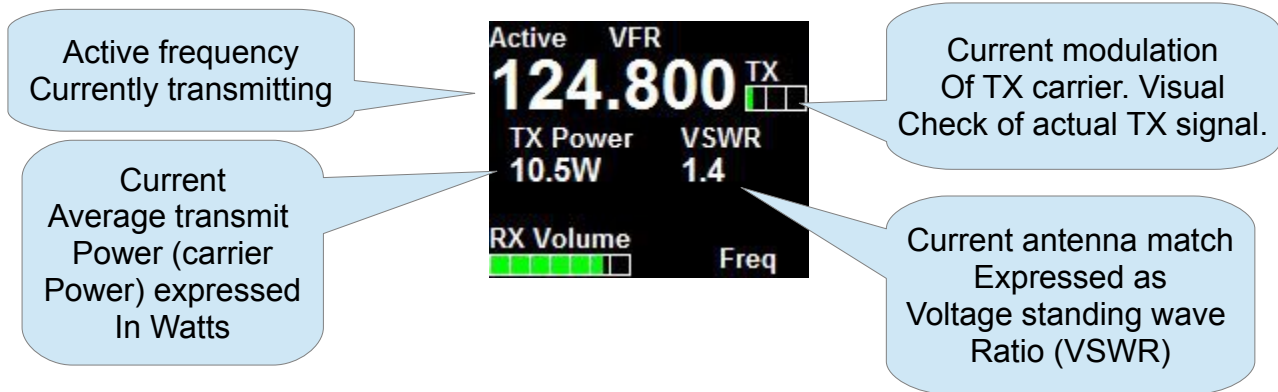 Active frequency
Currently transmitting
Current
Average transmit
Power (carrier
Power) expressed
In Watts
Active VFR
124.800 TX
TX Power VSWR
10.5W 1.4
RX Volume
Freq
Current modulation
Of TX carrier. Visual
Check of actual TX signal.
Current antenna match
Expressed as
Voltage standing wave
Ratio (VSWR)